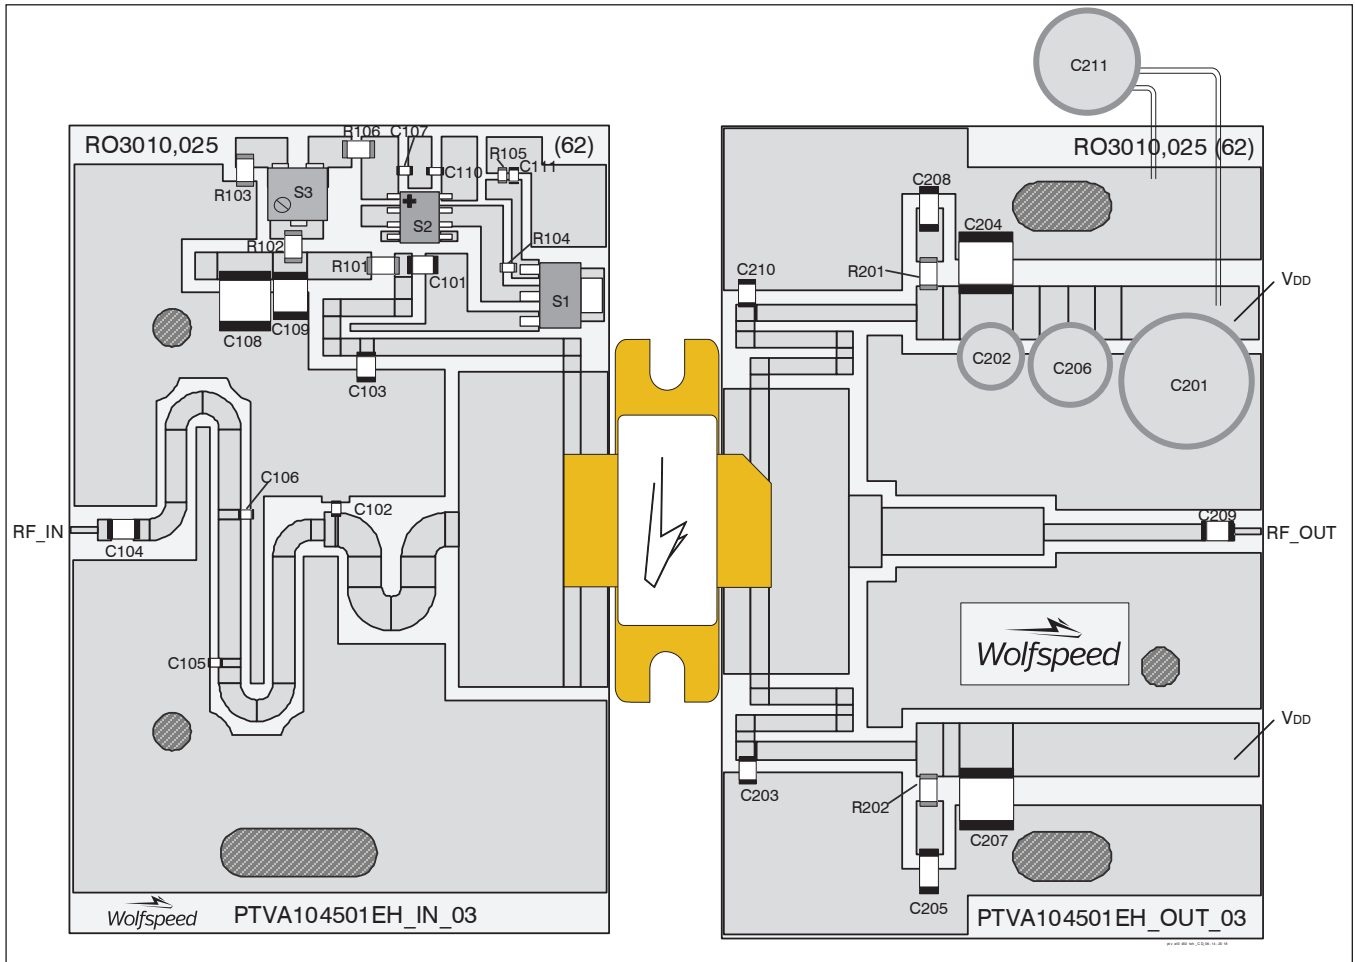 C211
RO3010,025
R106
C107
(62)
R105
C111
C110
R103
S3
S2
R102
R101
C101
R104
S1
C108
C109
C103
C106
C102
RF_IN
C104
C105
Wolfspeed
PTVA104501EH_IN_03
RO3010,025 (62)
C208
C204
C210
R201
VDD
C202
C206
C201
C209
RF_OUT
Wolfspeed
VDD
C203
R202
C207
C205
PTVA104501EH_OUT_03